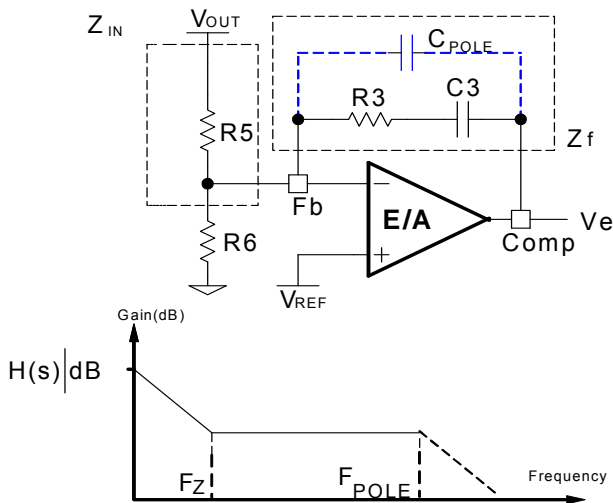 Z IN
VOUT
CPOLE
R3
C3
R5
Zf
Fb
−
E/A
Ve
R6
+
Comp
VREF
Gain(dB)
H(s)|dB
FZ
FPOLE
Frequency